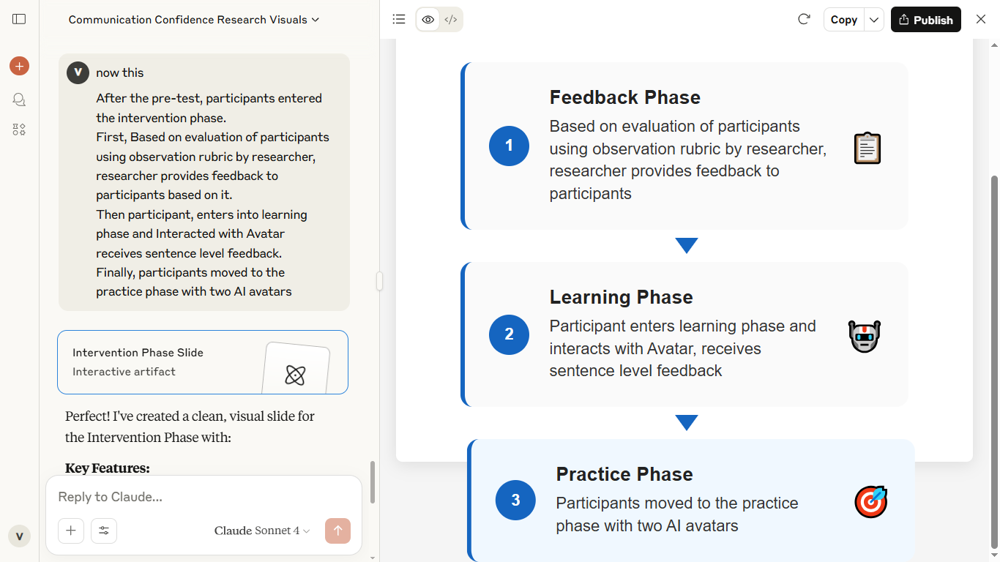 Communication Confidence Research Visuals
V
now this
After the pre-test, participants entered
the intervention phase.
First, Based on evaluation of participants
using observation rubric by researcher,
researcher provides feedback to
participants based on it.
Then participant, enters into learning
phase and Interacted with Avatar
receives sentence level feedback.
Finally, participants moved to the
practice phase with two AI avatars
Intervention Phase Slide
Interactive artifact
Perfect! I've created a clean, visual slide for
the Intervention Phase with:
Key Features:
Reply to Claude...
Claude Sonnet 4
V
Copy
Publish
1
Feedback Phase
Based on evaluation of participants
using observation rubric by researcher,
researcher provides feedback to
participants
2
Learning Phase
Participant enters learning phase and
interacts with Avatar, receives
sentence level feedback
3
Practice Phase
Participants moved to the practice
phase with two AI avatars